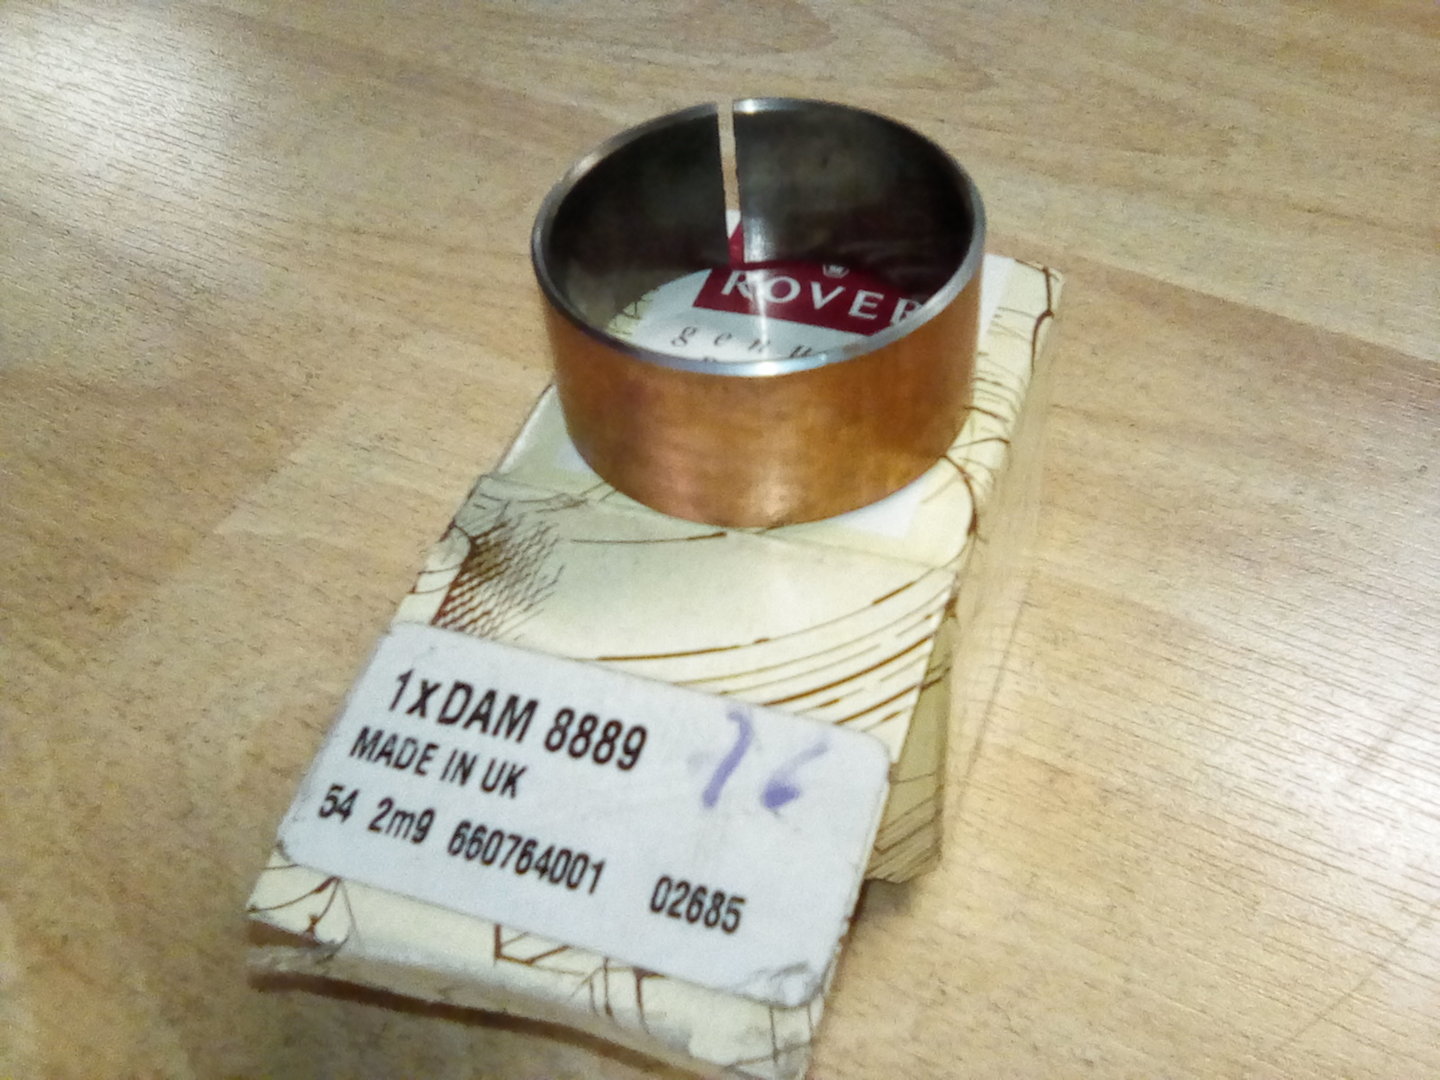 ROVER
genu
1xDAM 8889
MADE IN UK
54 2m9 660764001 02685